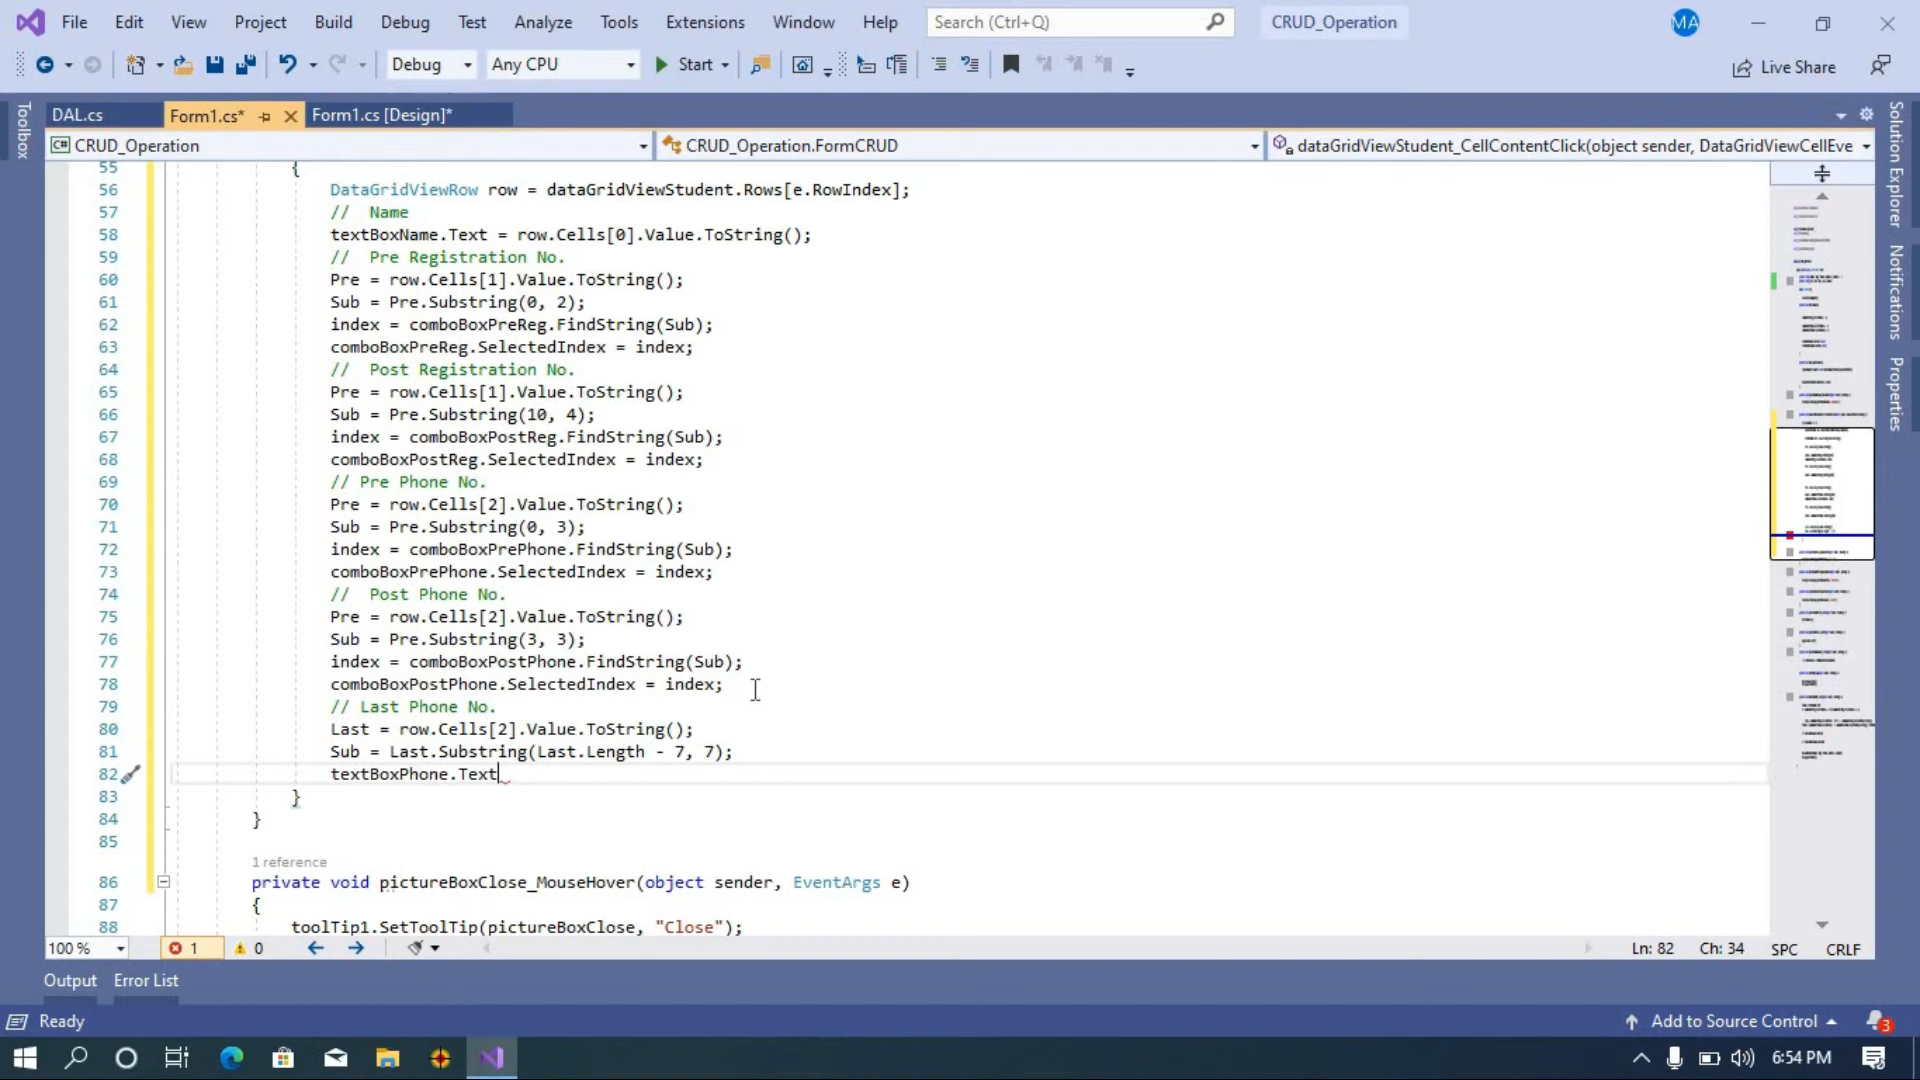 File Edit View Project Build Debug Test Analyze Tools Extensions Window Help Search (Ctrl+Q) CRUD_Operation MA
Debug Any CPU Start Live Share
DAL.cs Form1.cs* Form1.cs [Design]*
C# CRUD_Operation CRUD_Operation.FormCRUD dataGridViewStudent_CellContentClick(object sender, DataGridViewCellEve
Toolbox
Solution Explorer
Notifications
Properties
55 {
56 DataGridViewRow row = dataGridViewStudent.Rows[e.RowIndex];
57 // Name
58 textBoxName.Text = row.Cells[0].Value.ToString();
59 // Pre Registration No.
60 Pre = row.Cells[1].Value.ToString();
61 Sub = Pre.Substring(0, 2);
62 index = comboBoxPreReg.FindString(Sub);
63 comboBoxPreReg.SelectedIndex = index;
64 // Post Registration No.
65 Pre = row.Cells[1].Value.ToString();
66 Sub = Pre.Substring(10, 4);
67 index = comboBoxPostReg.FindString(Sub);
68 comboBoxPostReg.SelectedIndex = index;
69 // Pre Phone No.
70 Pre = row.Cells[2].Value.ToString();
71 Sub = Pre.Substring(0, 3);
72 index = comboBoxPrePhone.FindString(Sub);
73 comboBoxPrePhone.SelectedIndex = index;
74 // Post Phone No.
75 Pre = row.Cells[2].Value.ToString();
76 Sub = Pre.Substring(3, 3);
77 index = comboBoxPostPhone.FindString(Sub);
78 comboBoxPostPhone.SelectedIndex = index;
79 // Last Phone No.
80 Last = row.Cells[2].Value.ToString();
81 Sub = Last.Substring(Last.Length - 7, 7);
82 textBoxPhone.Text
83 }
84 }
85
1 reference
86 private void pictureBoxClose_MouseHover(object sender, EventArgs e)
87 {
88 toolTip1.SetToolTip(pictureBoxClose, "Close");
100 % 1 0 Ln: 82 Ch: 34 SPC CRLF
Output Error List
Ready Add to Source Control 3
6:54 PM